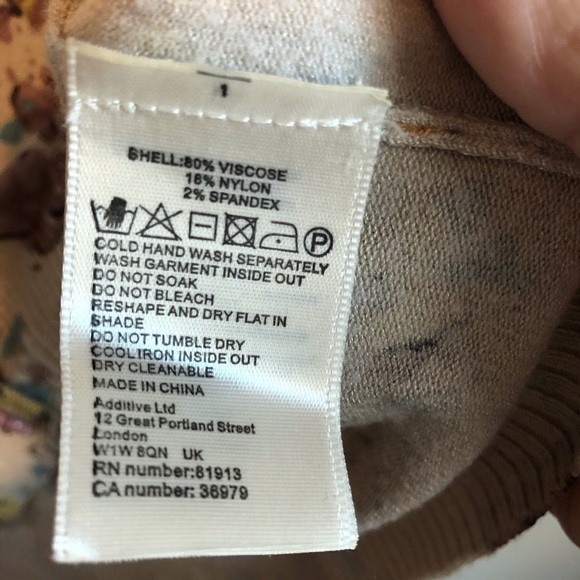 1
SHELL:80% VISCOSE
18% NYLON
2% SPANDEX
P
COLD HAND WASH SEPARATELY
WASH GARMENT INSIDE OUT
DO NOT SOAK
DO NOT BLEACH
RESHAPE AND DRY FLAT IN
SHADE
DO NOT TUMBLE DRY
COOL IRON INSIDE OUT
DRY CLEANABLE
MADE IN CHINA
Additive Ltd
12 Great Portland Street
London
W1W 8QN UK
RN number:81913
CA number: 36979